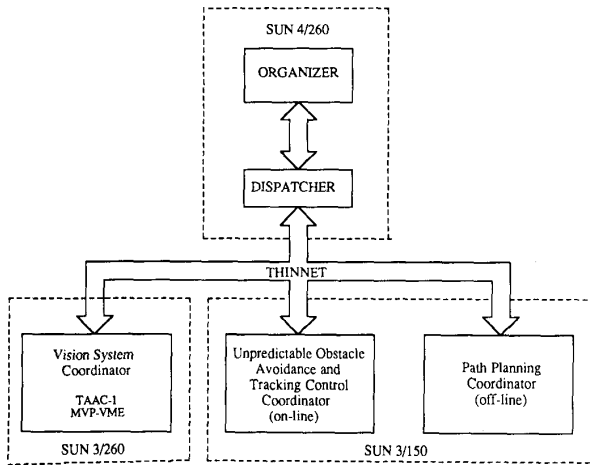 SUN 4/260
ORGANIZER
DISPATCHER
THINNET
Vision System
Coordinator
TAAC-1
MVP-VME
SUN 3/260
Unpredictable Obstacle
Avoidance and
Tracking Control
Coordinator
(on-line)
Path Planning
Coordinator
(off-line)
SUN 3/150